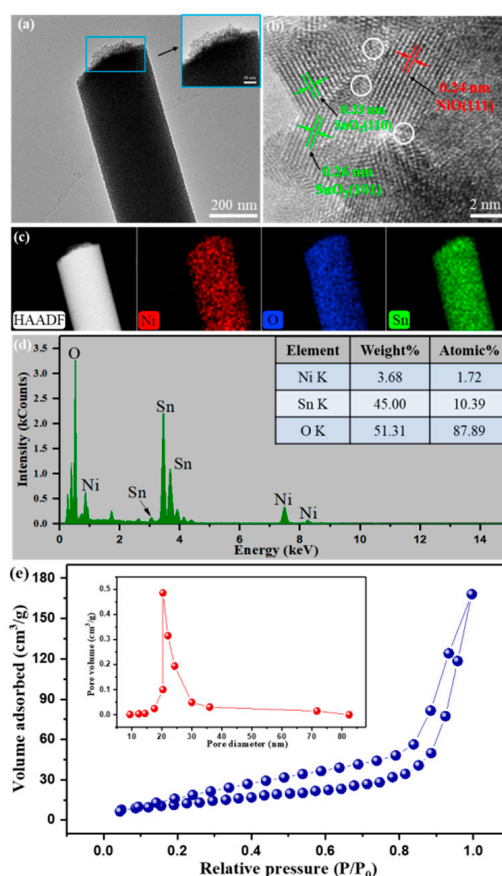 (a)
200 nm
(b)
0.24 nm
NiO(111)
0.33 nm
SnO2(110)
0.26 nm
SnO2(101)
2 nm
(c)
HAADF
Ni
O
Sn
(d)
Intensity (kCounts)
3.5
3.0
2.5
2.0
1.5
1.0
0.5
0.0
O
Ni
Sn
Sn
Sn
Ni
Ni
Element Weight% Atomic%
Ni K 3.68 1.72
Sn K 45.00 10.39
O K 51.31 87.89
0 2 4 6 8 10 12 14
Energy (keV)
(e)
Volume adsorbed (cm³/g)
180
150
120
90
60
30
0
Pore volume (cm³/g)
0.5
0.4
0.3
0.2
0.1
0.0
10 20 30 40 50 60 70 80 90
Pore diameter (nm)
0.0 0.2 0.4 0.6 0.8 1.0
Relative pressure (P/P₀)